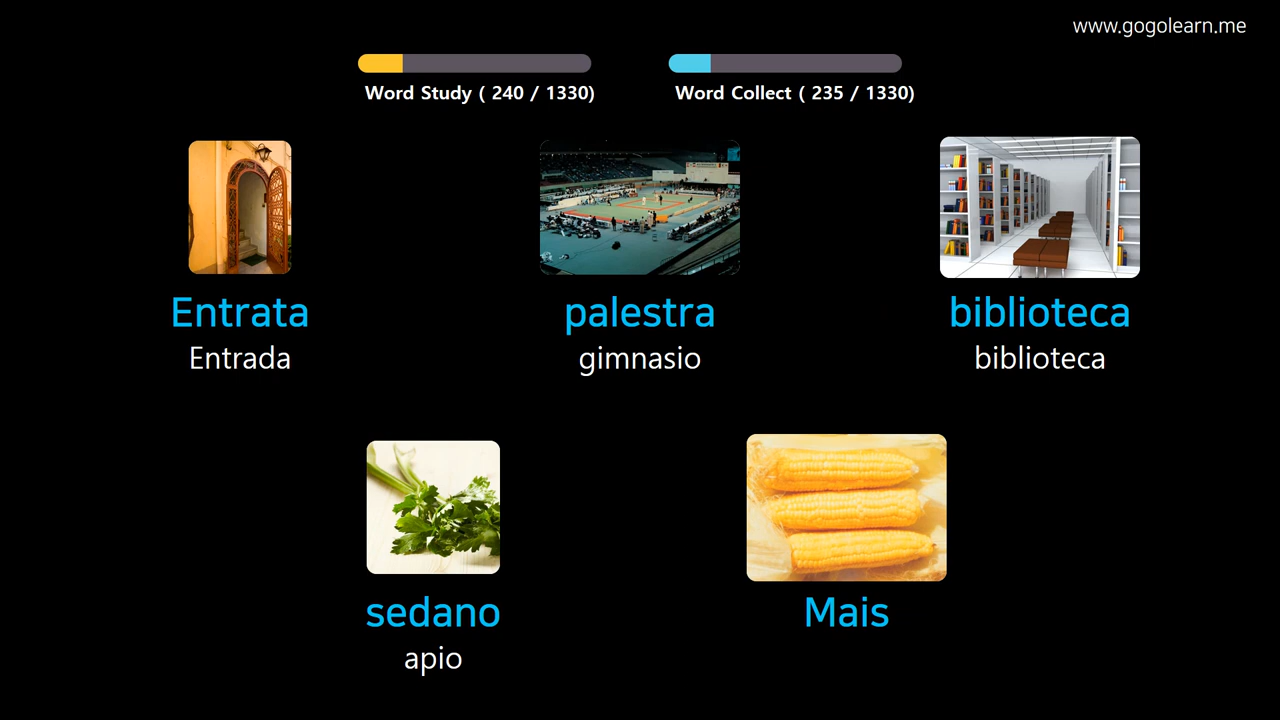 www.gogolearn.me
Word Study ( 240 / 1330)
Word Collect ( 235 / 1330)
Entrata
Entrada
palestra
gimnasio
biblioteca
biblioteca
sedano
apio
Mais